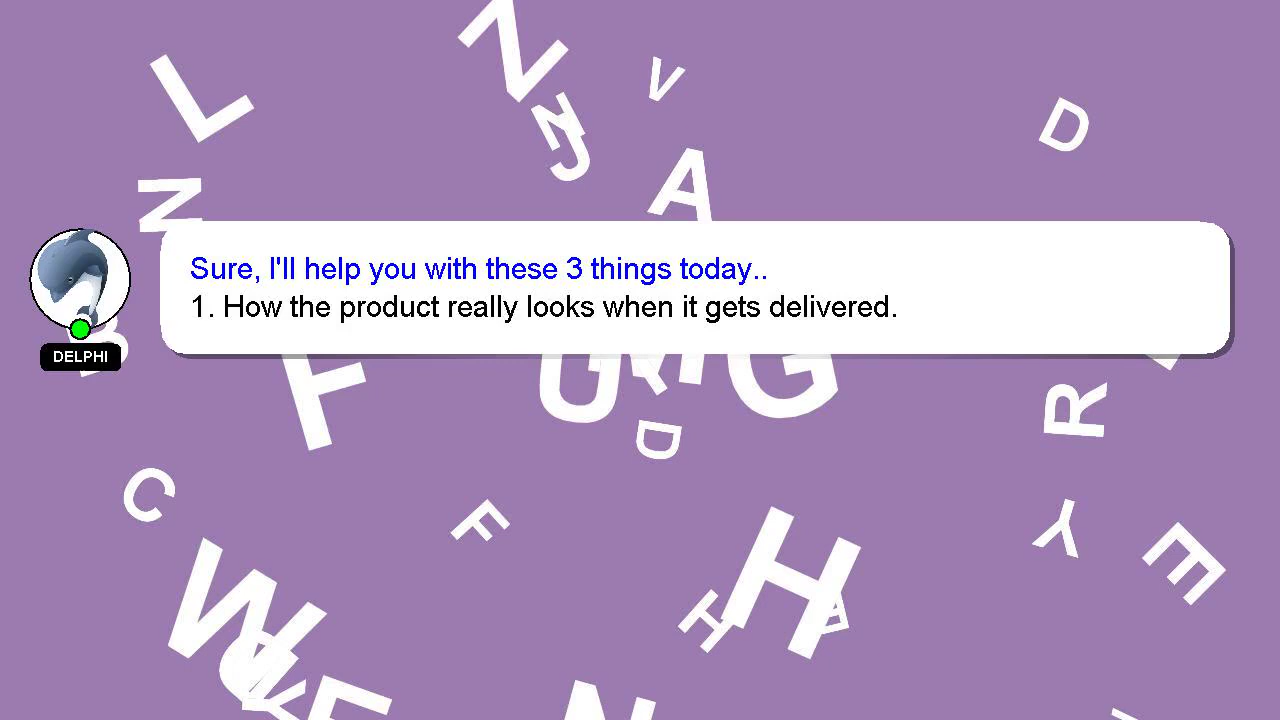 Sure, I'll help you with these 3 things today..
1. How the product really looks when it gets delivered.
DELPHI